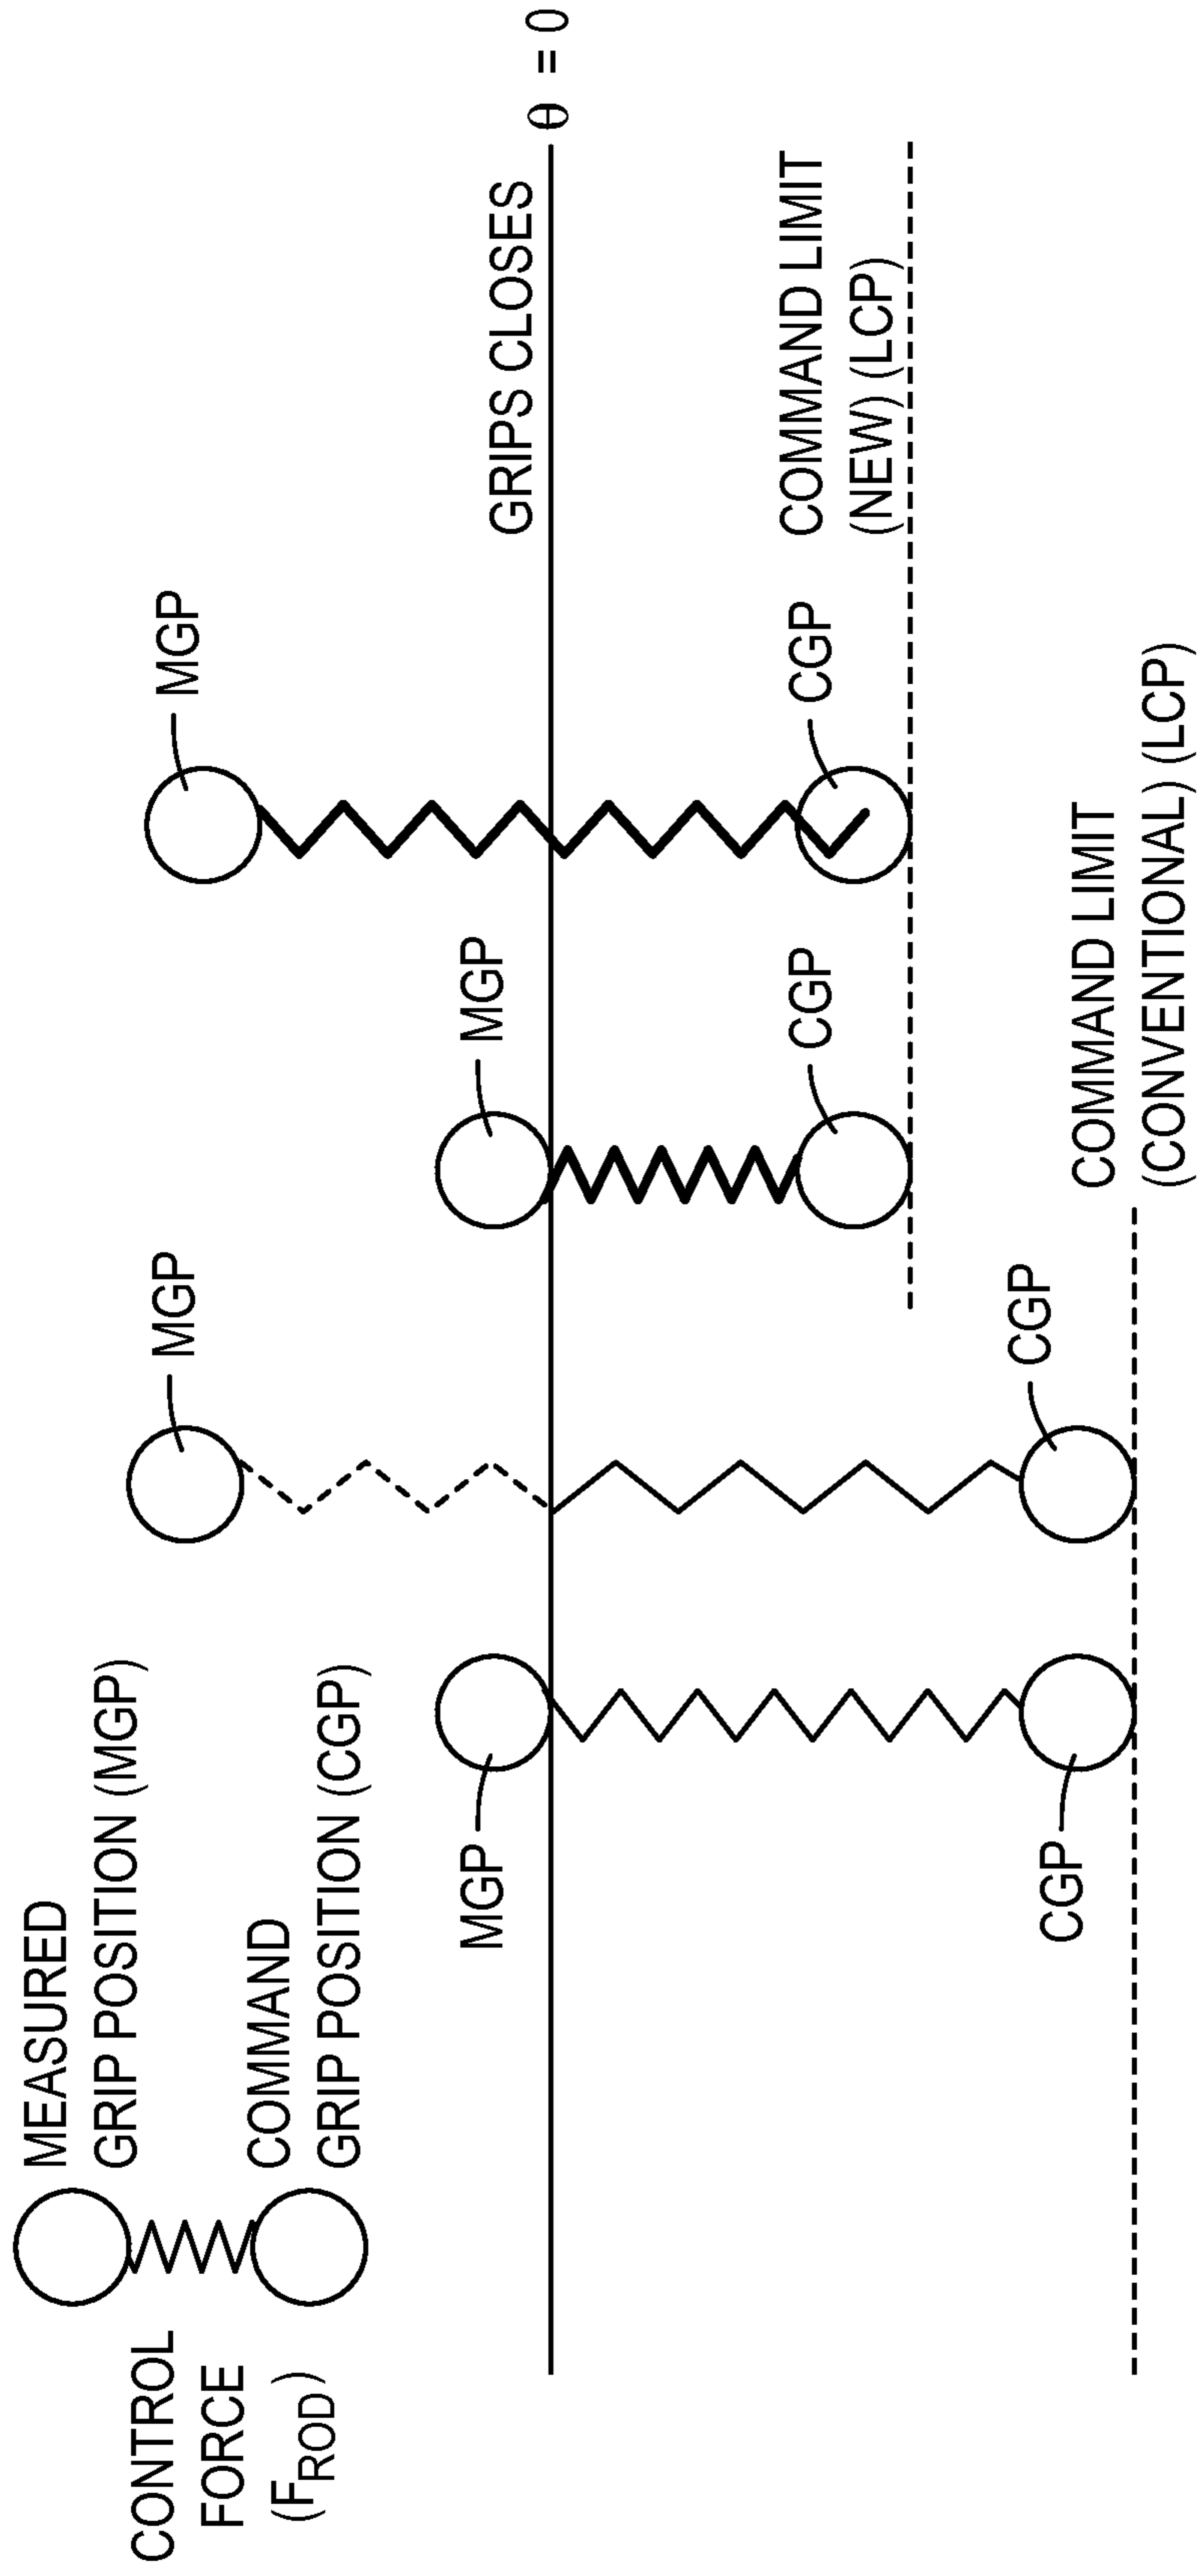 CONTROL
FORCE
(FROD)
MEASURED
GRIP POSITION (MGP)
COMMAND
GRIP POSITION (CGP)
MGP
CGP
MGP
CGP
MGP
CGP
MGP
CGP
GRIPS CLOSES
θ = 0
COMMAND LIMIT
(NEW) (LCP)
COMMAND LIMIT
(CONVENTIONAL) (LCP)